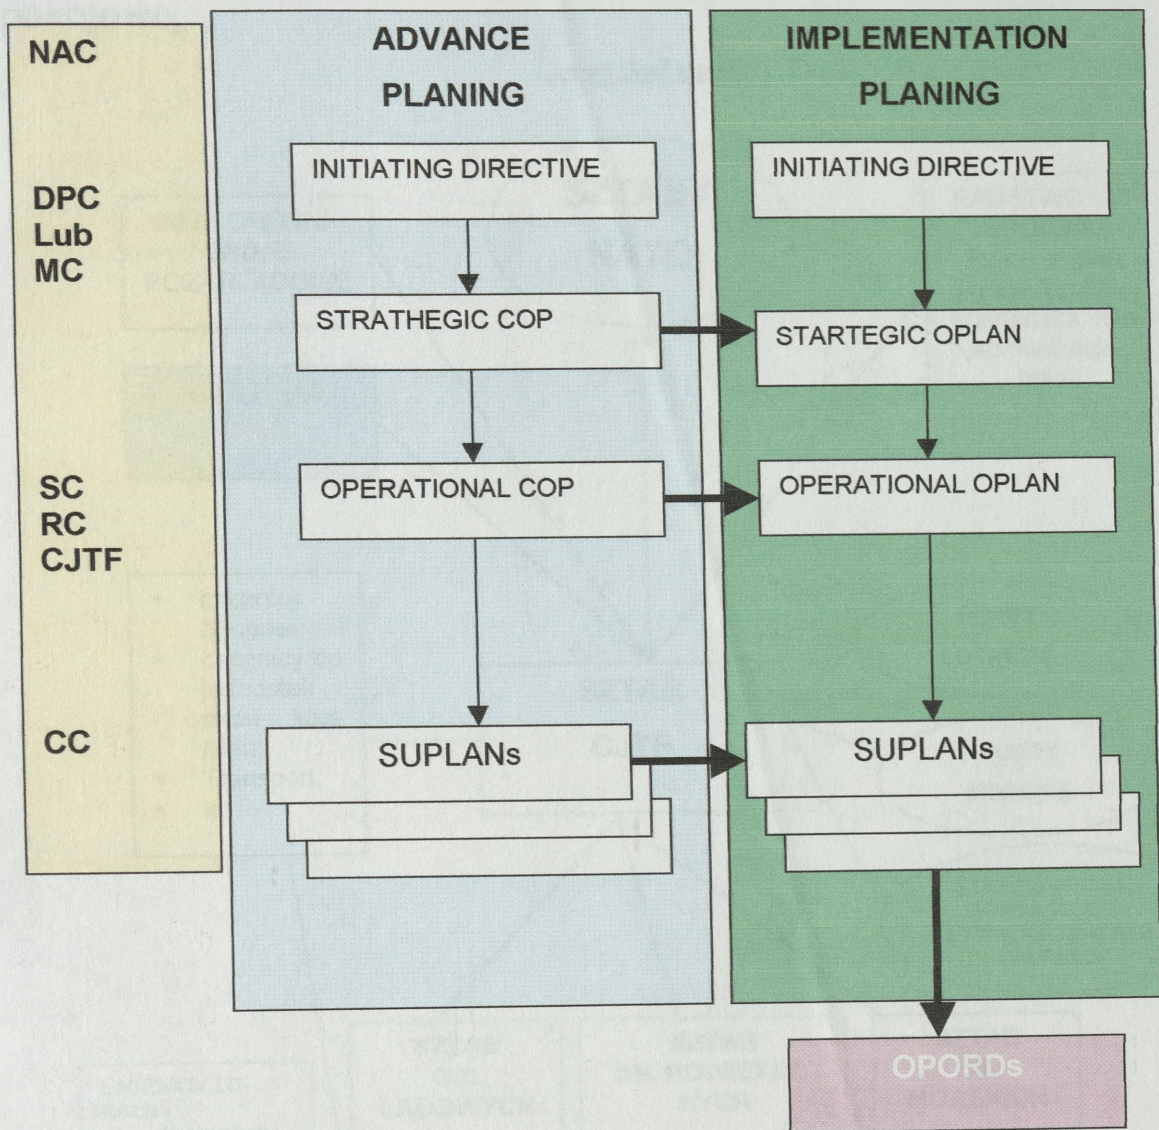 NAC
DPC
Lub
MC
SC
RC
CJTF
CC
ADVANCE
PLANING
INITIATING DIRECTIVE
STRATHEGIC COP
OPERATIONAL COP
SUPLANs
IMPLEMENTATION
PLANING
INITIATING DIRECTIVE
STARTEGIC OPLAN
OPERATIONAL OPLAN
SUPLANs
OPORDs